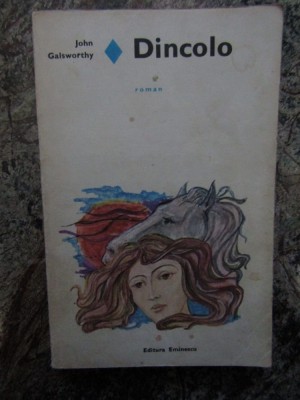 John
Galsworthy
Dincolo
roman
Editura Eminescu